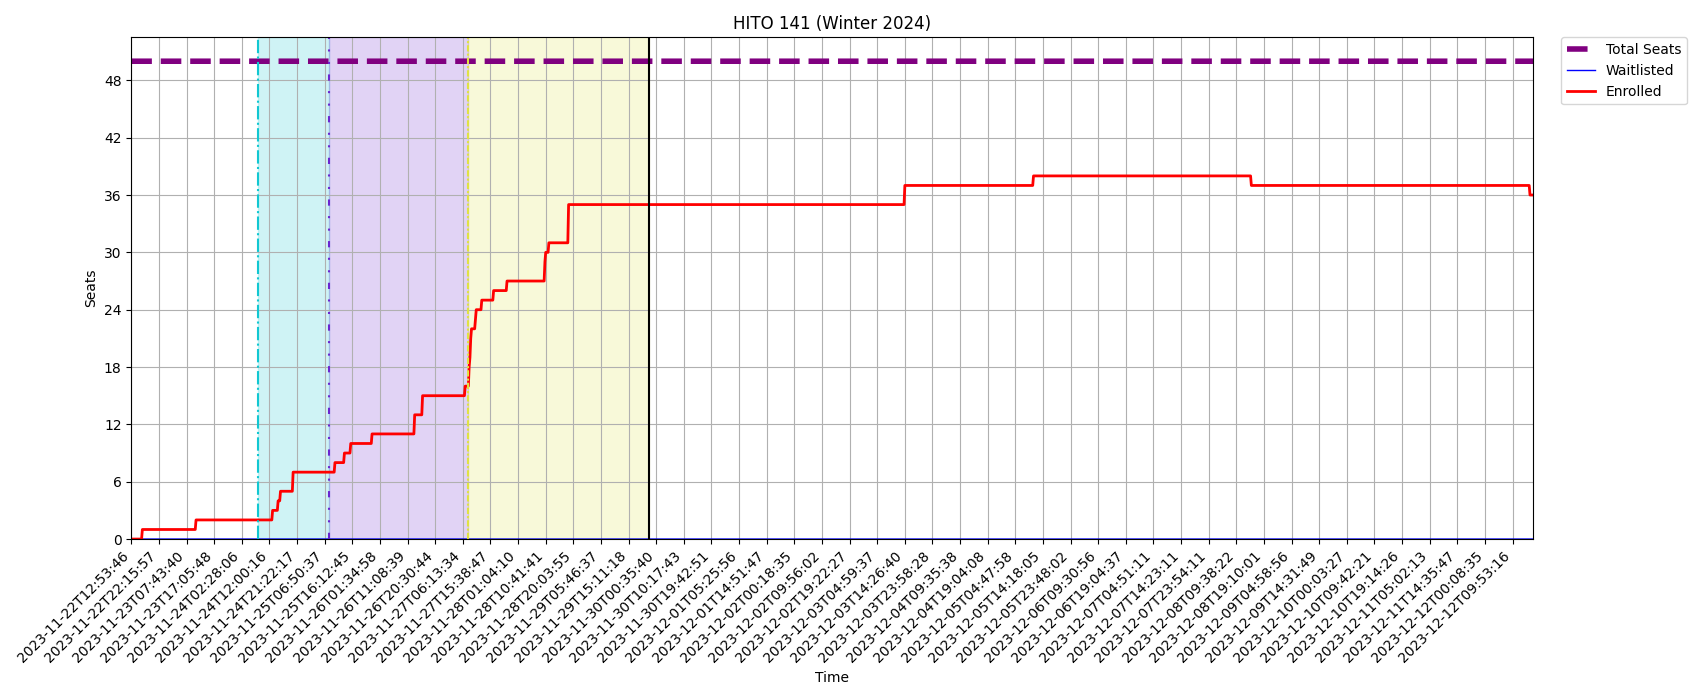 HITO 141 (Winter 2024)
Total Seats
Waitlisted
Enrolled
Seats
48
42
36
30
24
18
12
6
0
2023-11-22T12:53:46
2023-11-22T22:15:57
2023-11-23T07:43:40
2023-11-23T17:05:48
2023-11-24T02:28:06
2023-11-24T12:00:16
2023-11-24T21:22:17
2023-11-25T06:50:37
2023-11-25T16:12:45
2023-11-26T01:34:58
2023-11-26T11:08:39
2023-11-26T20:30:44
2023-11-27T06:13:34
2023-11-27T15:38:47
2023-11-28T01:04:10
2023-11-28T10:41:41
2023-11-28T20:03:55
2023-11-29T05:46:37
2023-11-29T15:11:18
2023-11-30T00:35:40
2023-11-30T10:17:43
2023-11-30T19:42:51
2023-12-01T05:25:56
2023-12-01T14:51:47
2023-12-02T00:18:35
2023-12-02T09:56:02
2023-12-02T19:22:27
2023-12-03T04:59:37
2023-12-03T14:26:40
2023-12-03T23:58:28
2023-12-04T09:35:38
2023-12-04T19:04:08
2023-12-05T04:47:58
2023-12-05T14:18:05
2023-12-05T23:48:02
2023-12-06T09:30:56
2023-12-06T19:04:37
2023-12-07T04:51:11
2023-12-07T14:23:11
2023-12-07T23:54:11
2023-12-08T09:38:22
2023-12-08T19:10:01
2023-12-09T04:58:56
2023-12-09T14:31:49
2023-12-10T00:03:27
2023-12-10T09:42:21
2023-12-10T19:14:26
2023-12-11T05:02:13
2023-12-11T14:35:47
2023-12-12T00:08:35
2023-12-12T09:53:16
Time